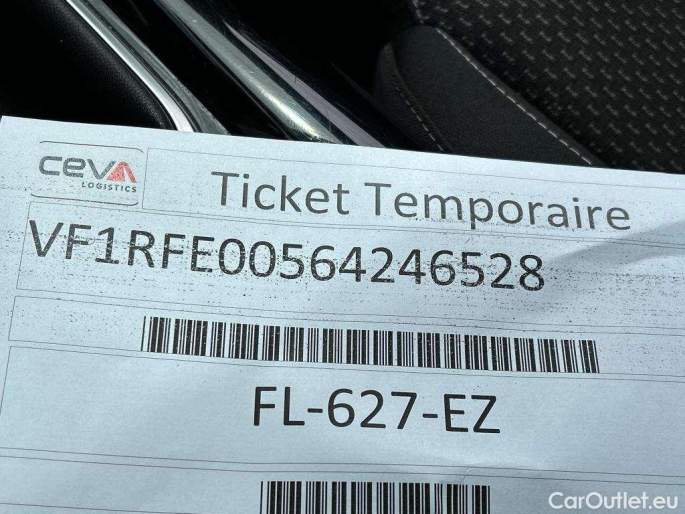 CEVA
LOGISTICS
Ticket Temporaire
VF1RFE00564246528
FL-627-EZ
CarOutlet.eu